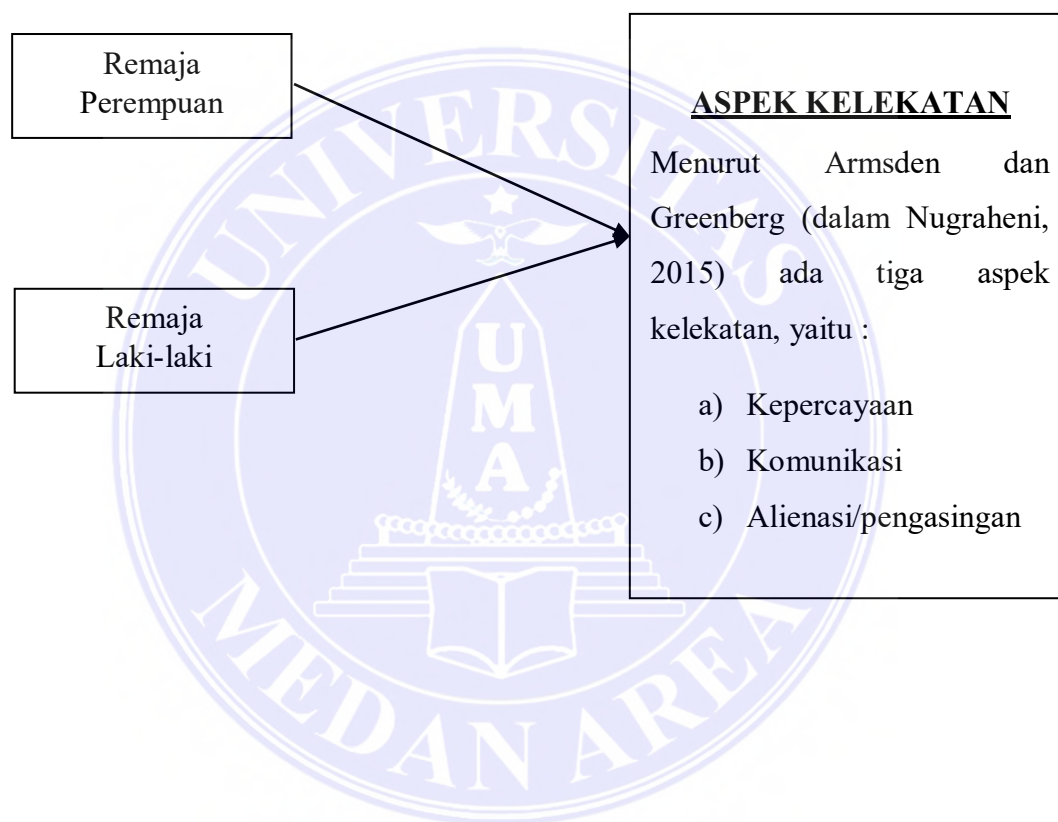 Remaja
Perempuan
Remaja
Laki-laki
ASPEK KELEKATAN
Menurut Armsden dan
Greenberg (dalam Nugraheni,
2015) ada tiga aspek
kelekatan, yaitu :
a) Kepercayaan
b) Komunikasi
c) Alienasi/pengasingan
UNIVERSITAS
UMA
MEDAN AREA